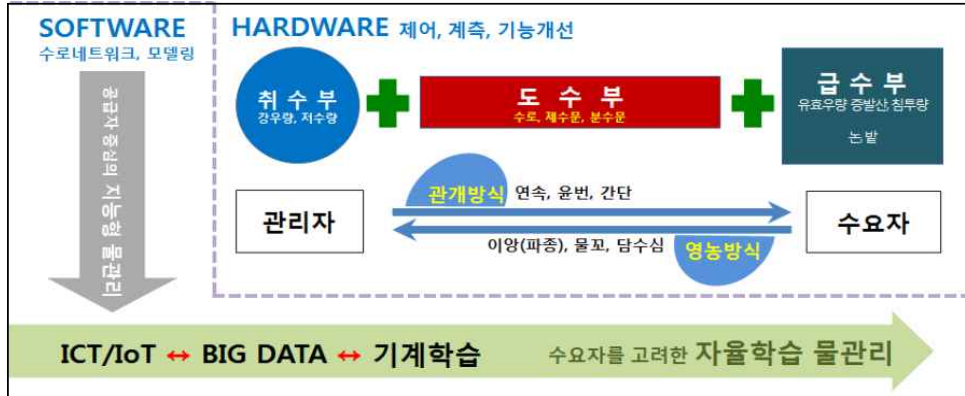 SOFTWARE
수로네트워크, 모델링
공급자 중심의 지능형 물관리
HARDWARE 제어, 계측, 기능개선
취 수 부
강우량, 저수량
도 수 부
수로, 제수문, 분수문
급 수 부
유효우량 증발산, 침투량
논, 밭
관리자
관개방식 연속, 윤번, 간단
이앙(파종), 물꼬, 담수심 영농방식
수요자
ICT/IoT ↔ BIG DATA ↔ 기계학습
수요자를 고려한 자율학습 물관리